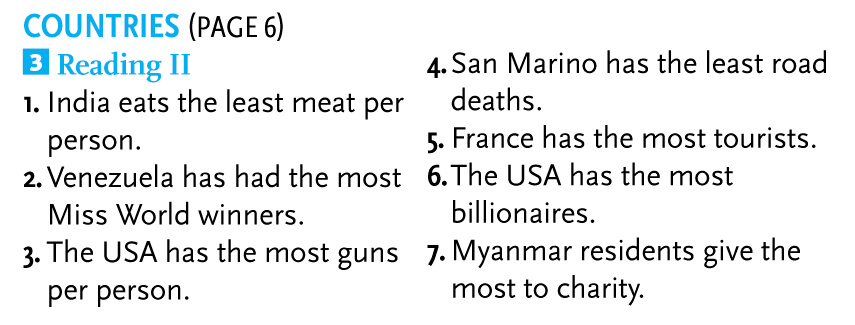 COUNTRIES (PAGE 6)
3 Reading II
1. India eats the least meat per
person.
2. Venezuela has had the most
Miss World winners.
3. The USA has the most guns
per person.
4. San Marino has the least road
deaths.
5. France has the most tourists.
6. The USA has the most
billionaires.
7. Myanmar residents give the
most to charity.